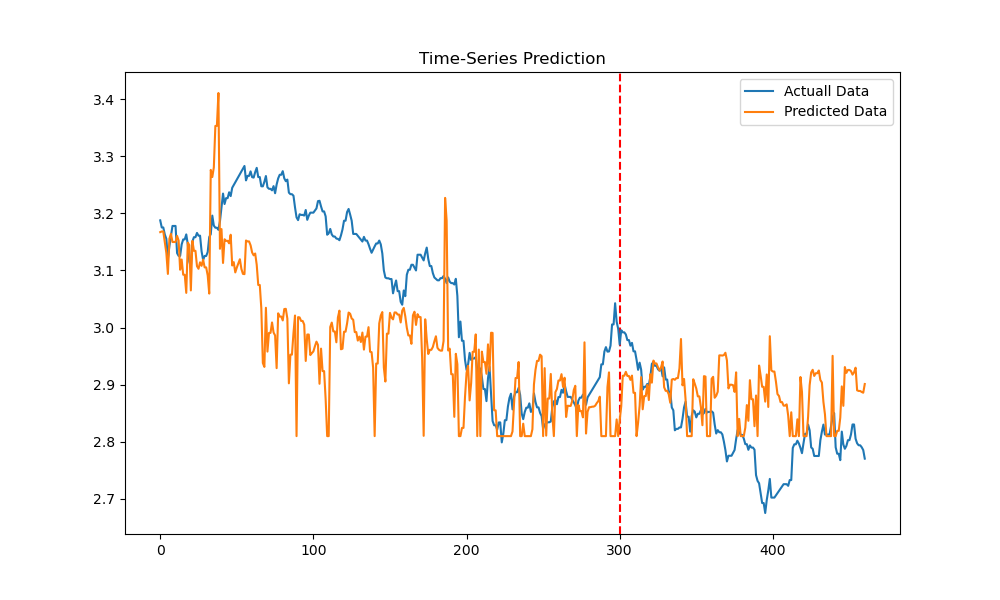 Time-Series Prediction
Actuall Data
Predicted Data
3.4
3.3
3.2
3.1
3.0
2.9
2.8
2.7
0 100 200 300 400